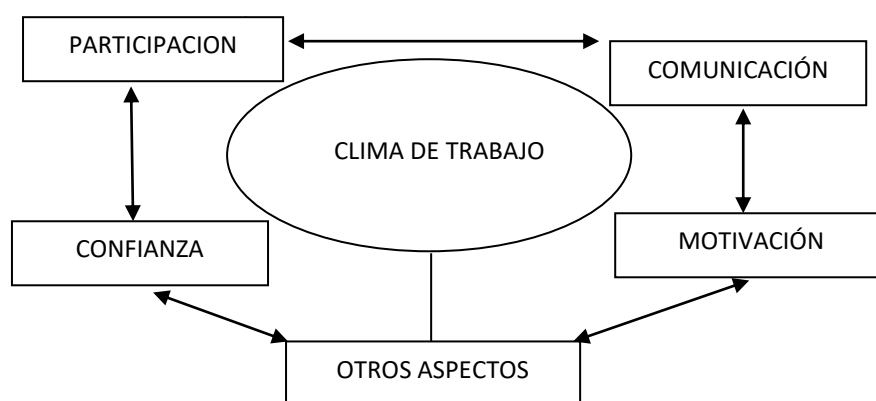 PARTICIPACION
COMUNICACIÓN
CLIMA DE TRABAJO
CONFIANZA
MOTIVACIÓN
OTROS ASPECTOS